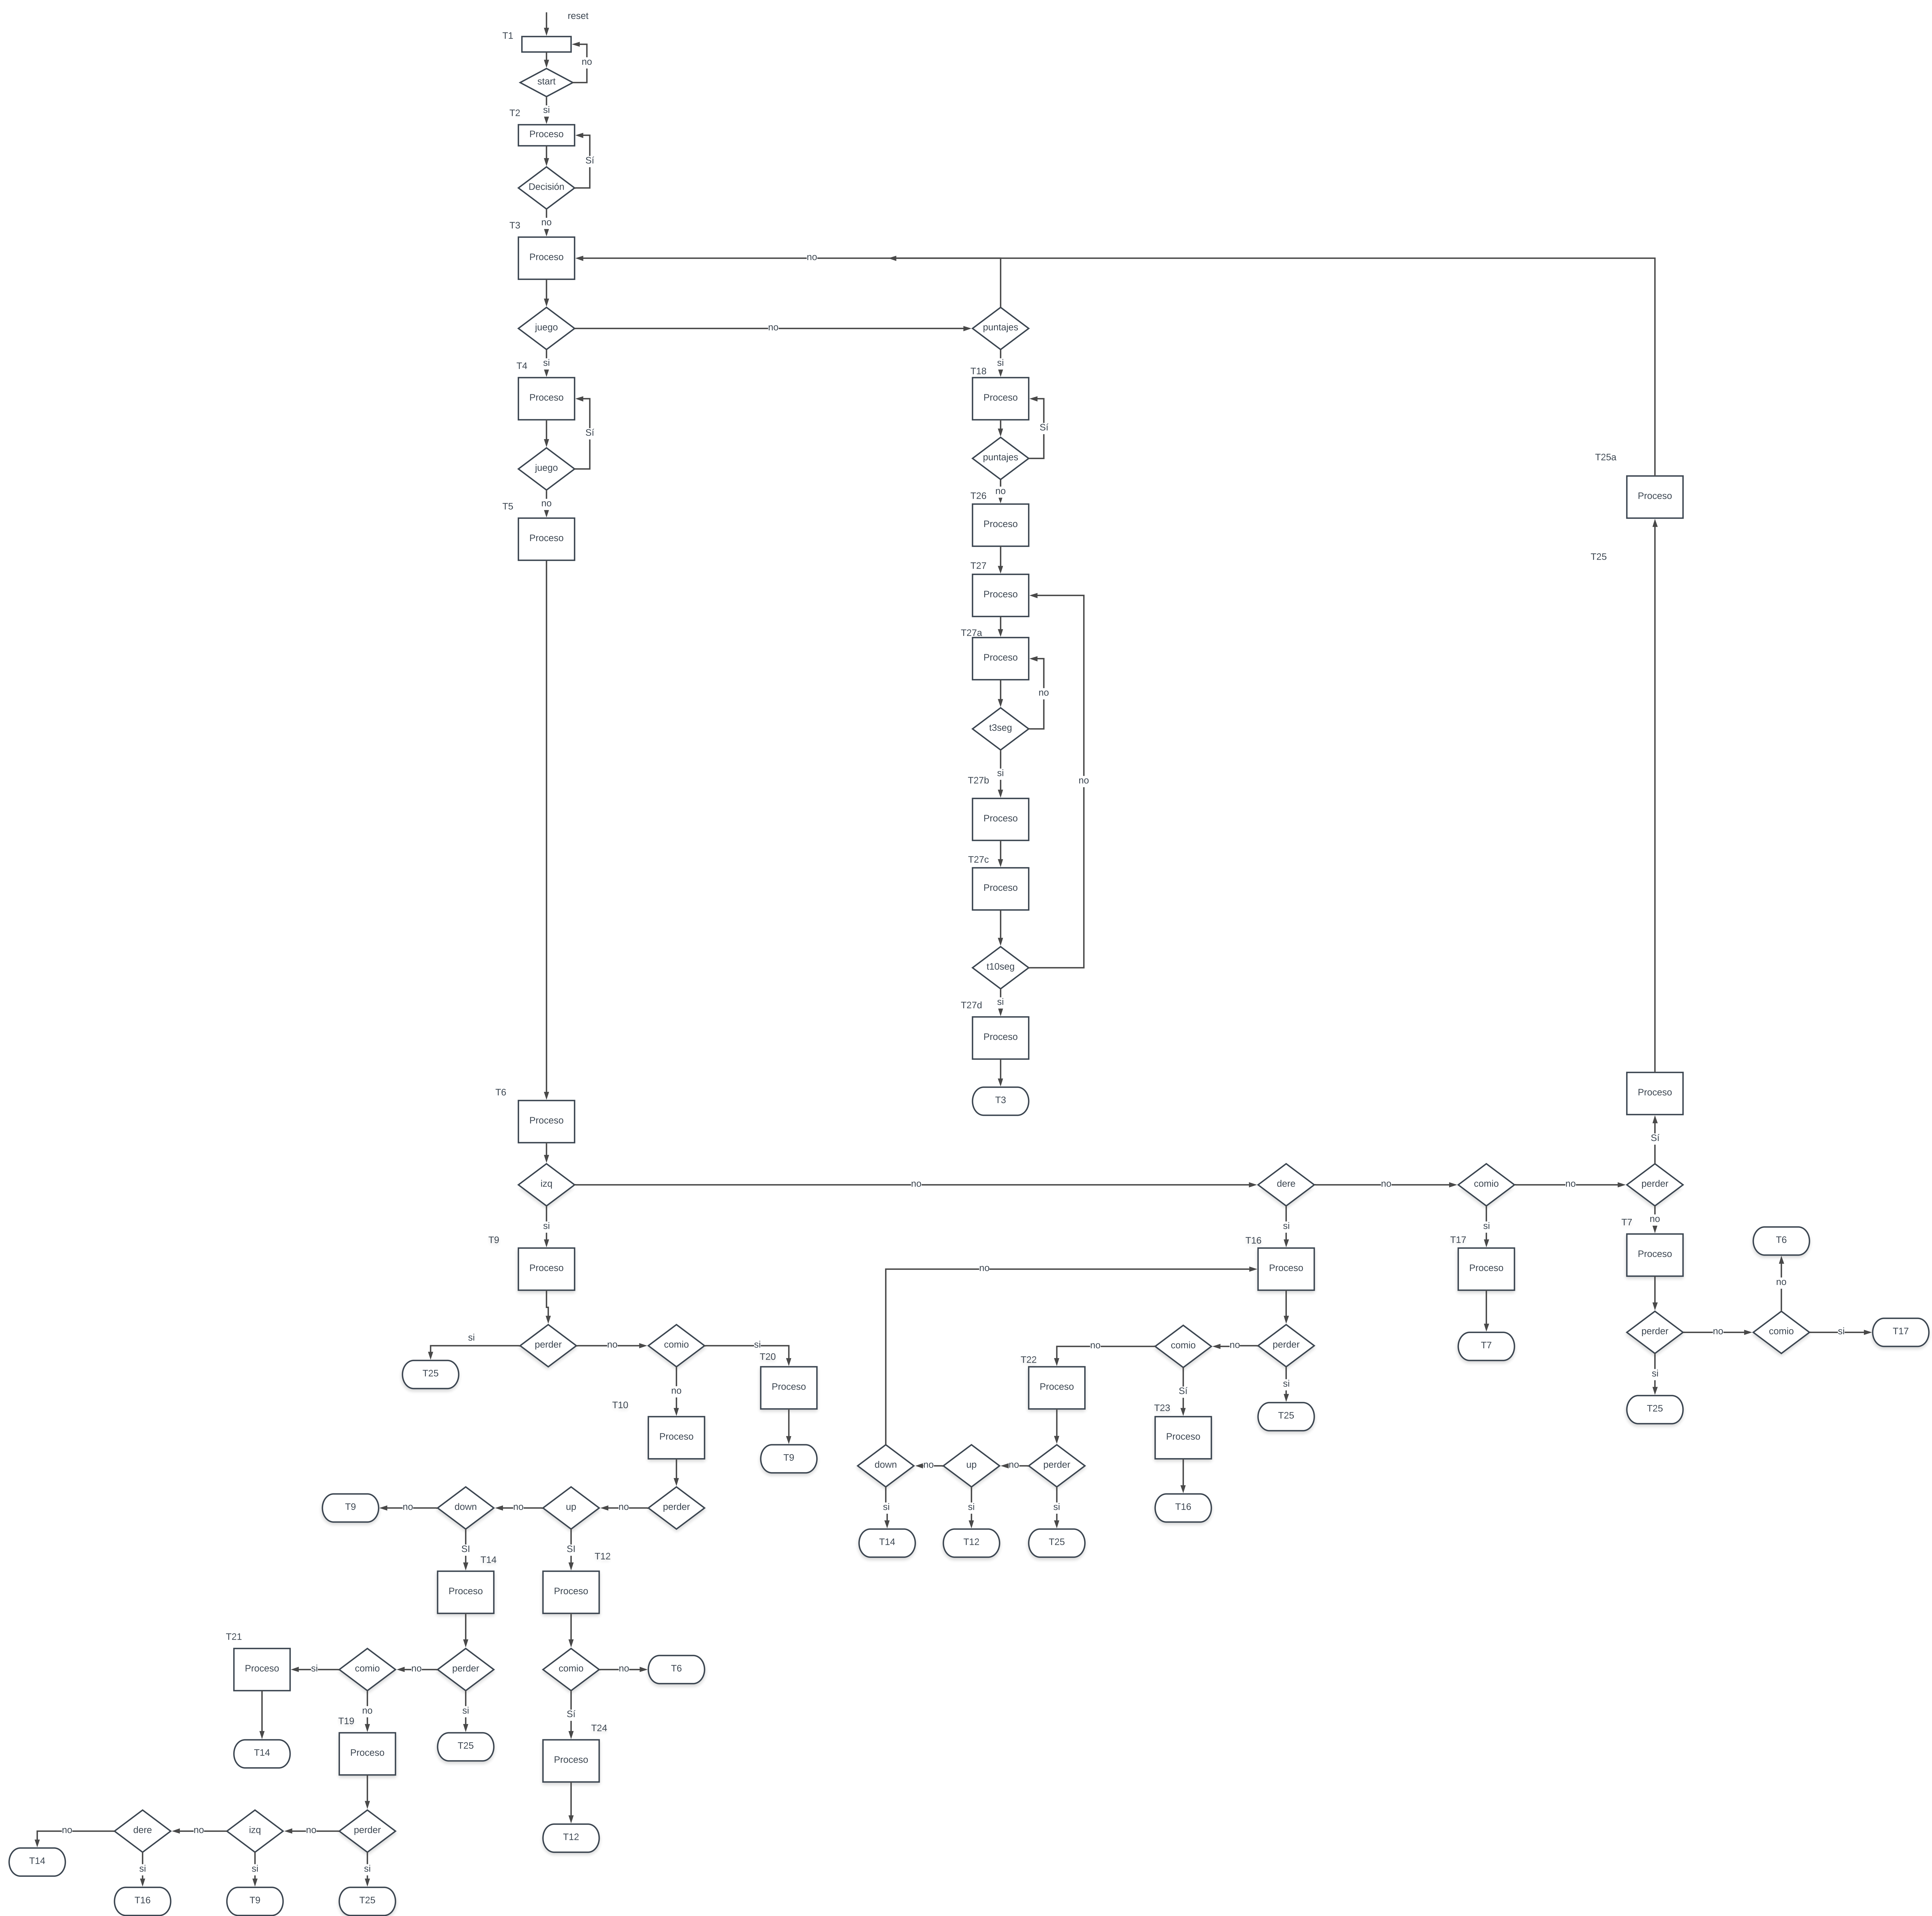 reset
T1
no
start
si
T2
Proceso
Sí
Decisión
no
T3
Proceso
no
juego
no
puntajes
si
si
T4
T18
Proceso
Proceso
Sí
Sí
juego
puntajes
T25a
no
no
T26
Proceso
T5
Proceso
Proceso
T25
T27
Proceso
T27a
Proceso
no
t3seg
si
T27b
no
Proceso
T27c
Proceso
t10seg
si
T27d
Proceso
T6
T3
Proceso
Proceso
Sí
izq
no
dere
no
comio
no
perder
si
si
si
T7
no
T9
T16
T17
T6
Proceso
no
Proceso
Proceso
Proceso
no
si
perder
no
comio
si
no
comio
no
perder
perder
no
comio
si
T17
T20
T22
T7
T25
Proceso
Proceso
no
Sí
si
si
T10
T23
T25
T25
Proceso
Proceso
T9
down
no
up
no
perder
T9
no
down
no
up
no
perder
si
si
si
T16
SI
SI
T14
T12
T25
T14
T12
Proceso
Proceso
T21
Proceso
si
comio
no
perder
comio
no
T6
no
si
Sí
T19
T24
T14
Proceso
T25
Proceso
no
dere
no
izq
no
perder
T12
T14
si
si
si
T16
T9
T25